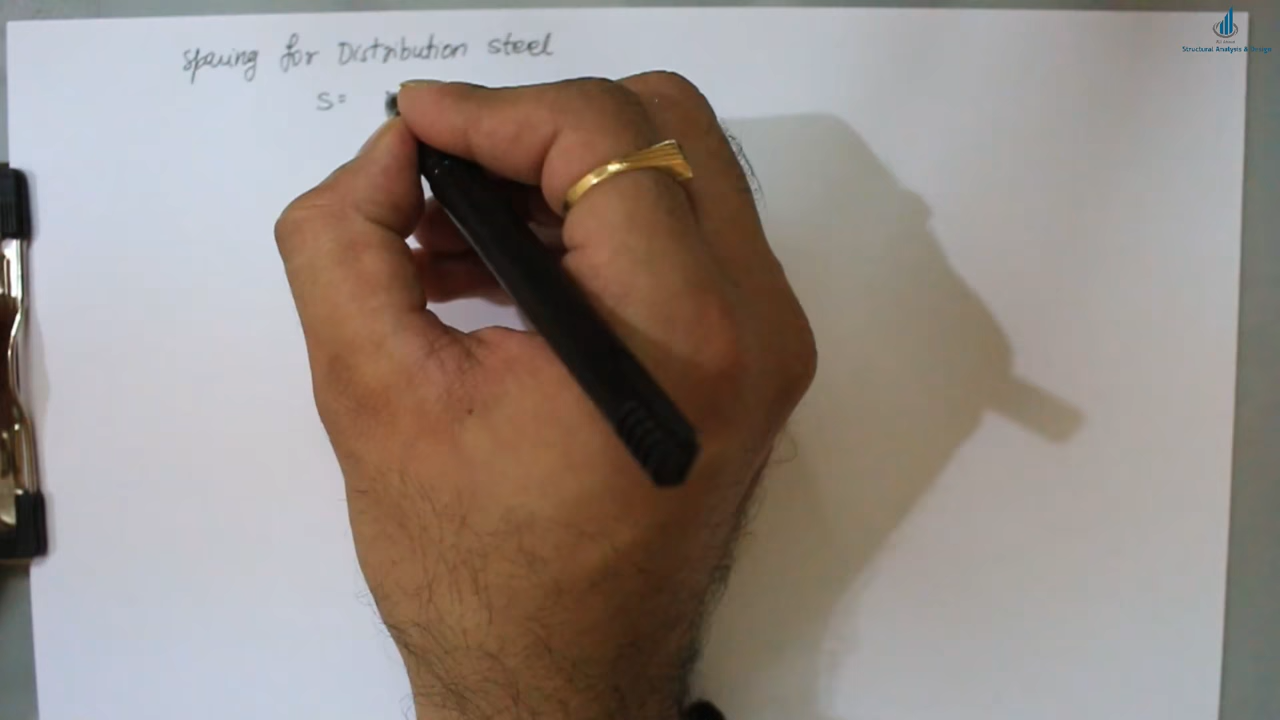 Spacing for Distribution steel
S=
Structural Analysis & Design